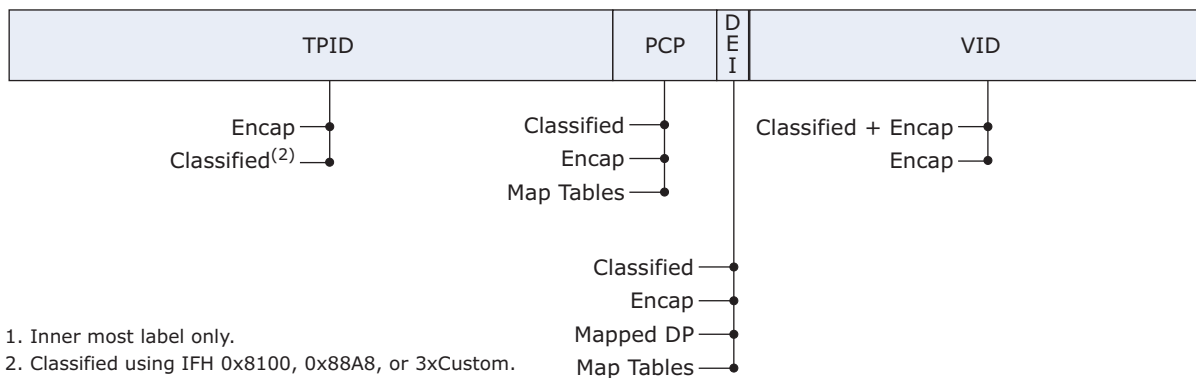 TPID
PCP
DEI
VID
Encap
Classified(2)
Classified
Encap
Map Tables
Classified + Encap
Encap
Classified
Encap
Mapped DP
Map Tables
1. Inner most label only.
2. Classified using IFH 0x8100, 0x88A8, or 3xCustom.